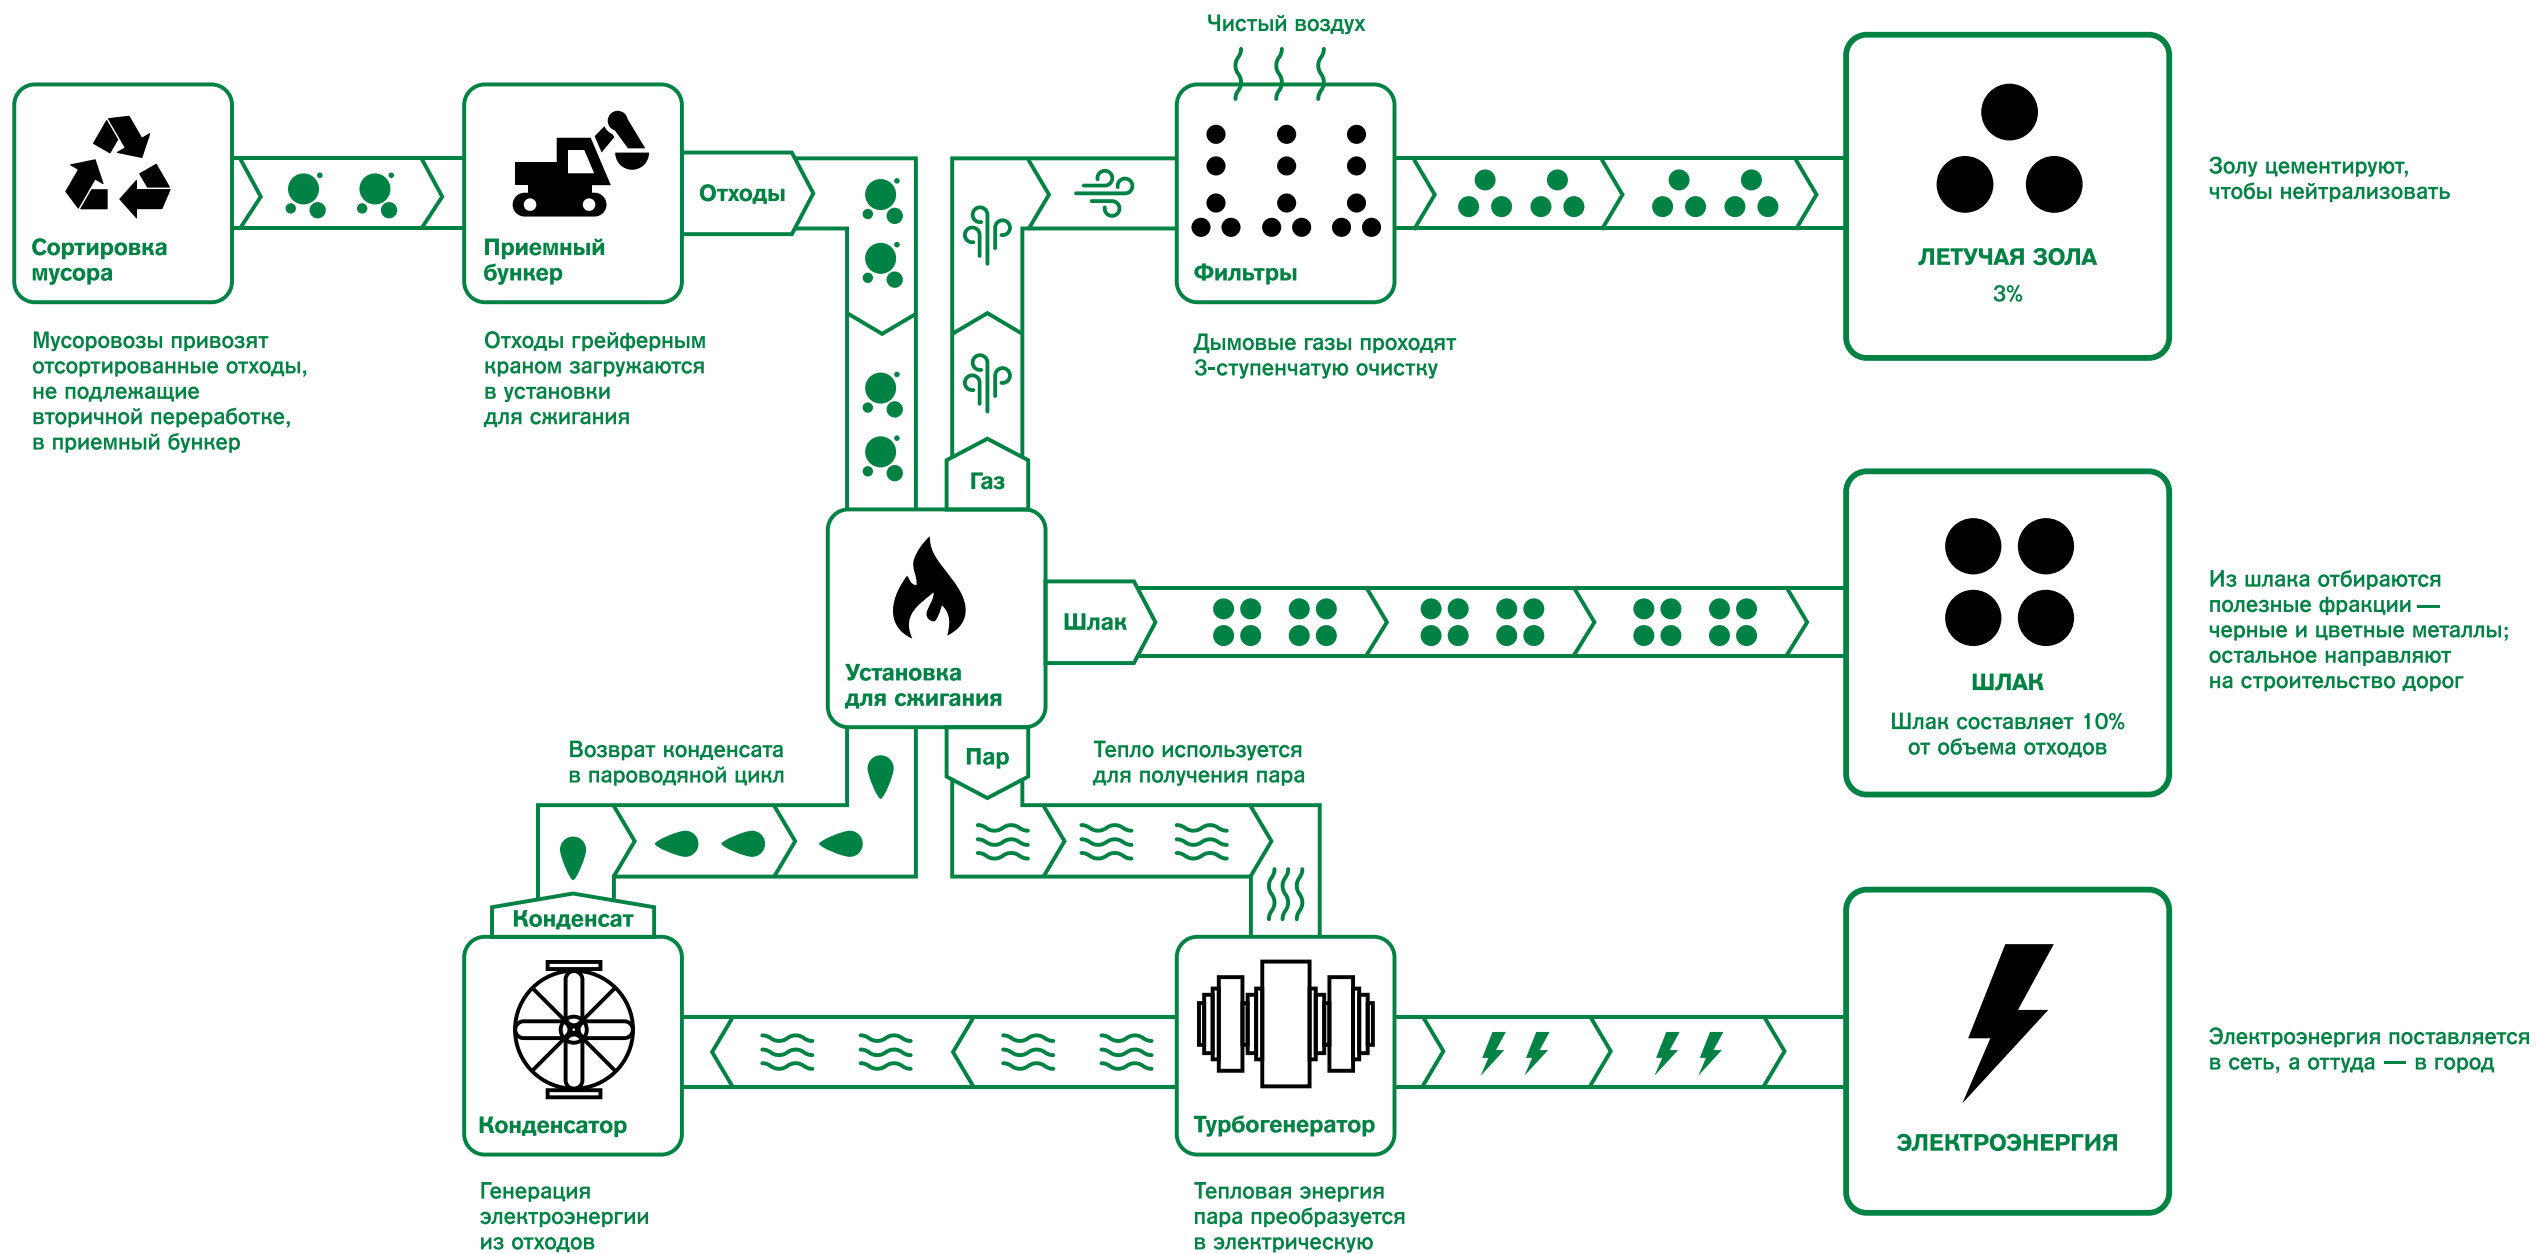 Чистый воздух
Сортировка
мусора
Мусоровозы привозят
отсортированные отходы,
не подлежащие
вторичной переработке,
в приемный бункер
Приемный
бункер
Отходы грейферным
краном загружаются
в установки
для сжигания
Отходы
Газ
Фильтры
Дымовые газы проходят
3-ступенчатую очистку
ЛЕТУЧАЯ ЗОЛА
3%
Золу цементируют,
чтобы нейтрализовать
Установка
для сжигания
Шлак
ШЛАК
Шлак составляет 10%
от объема отходов
Из шлака отбираются
полезные фракции —
черные и цветные металлы;
остальное направляют
на строительство дорог
Возврат конденсата
в пароводяной цикл
Пар
Тепло используется
для получения пара
Конденсат
Конденсатор
Генерация
электроэнергии
из отходов
Турбогенератор
Тепловая энергия
пара преобразуется
в электрическую
ЭЛЕКТРОЭНЕРГИЯ
Электроэнергия поставляется
в сеть, а оттуда — в город